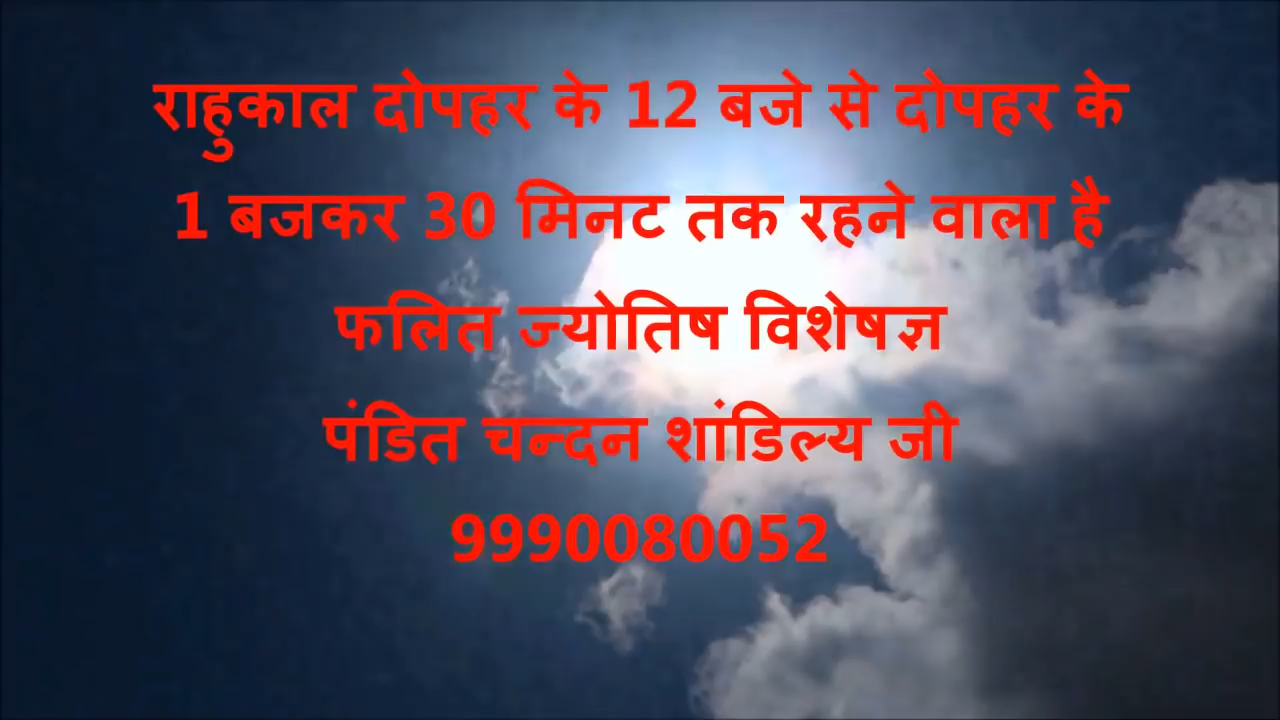 राहुकाल दोपहर के 12 बजे से दोपहर के
1 बजकर 30 मिनट तक रहने वाला है
फलित ज्योतिष विशेषज्ञ
पंडित चन्दन शांडिल्य जी
9990080052